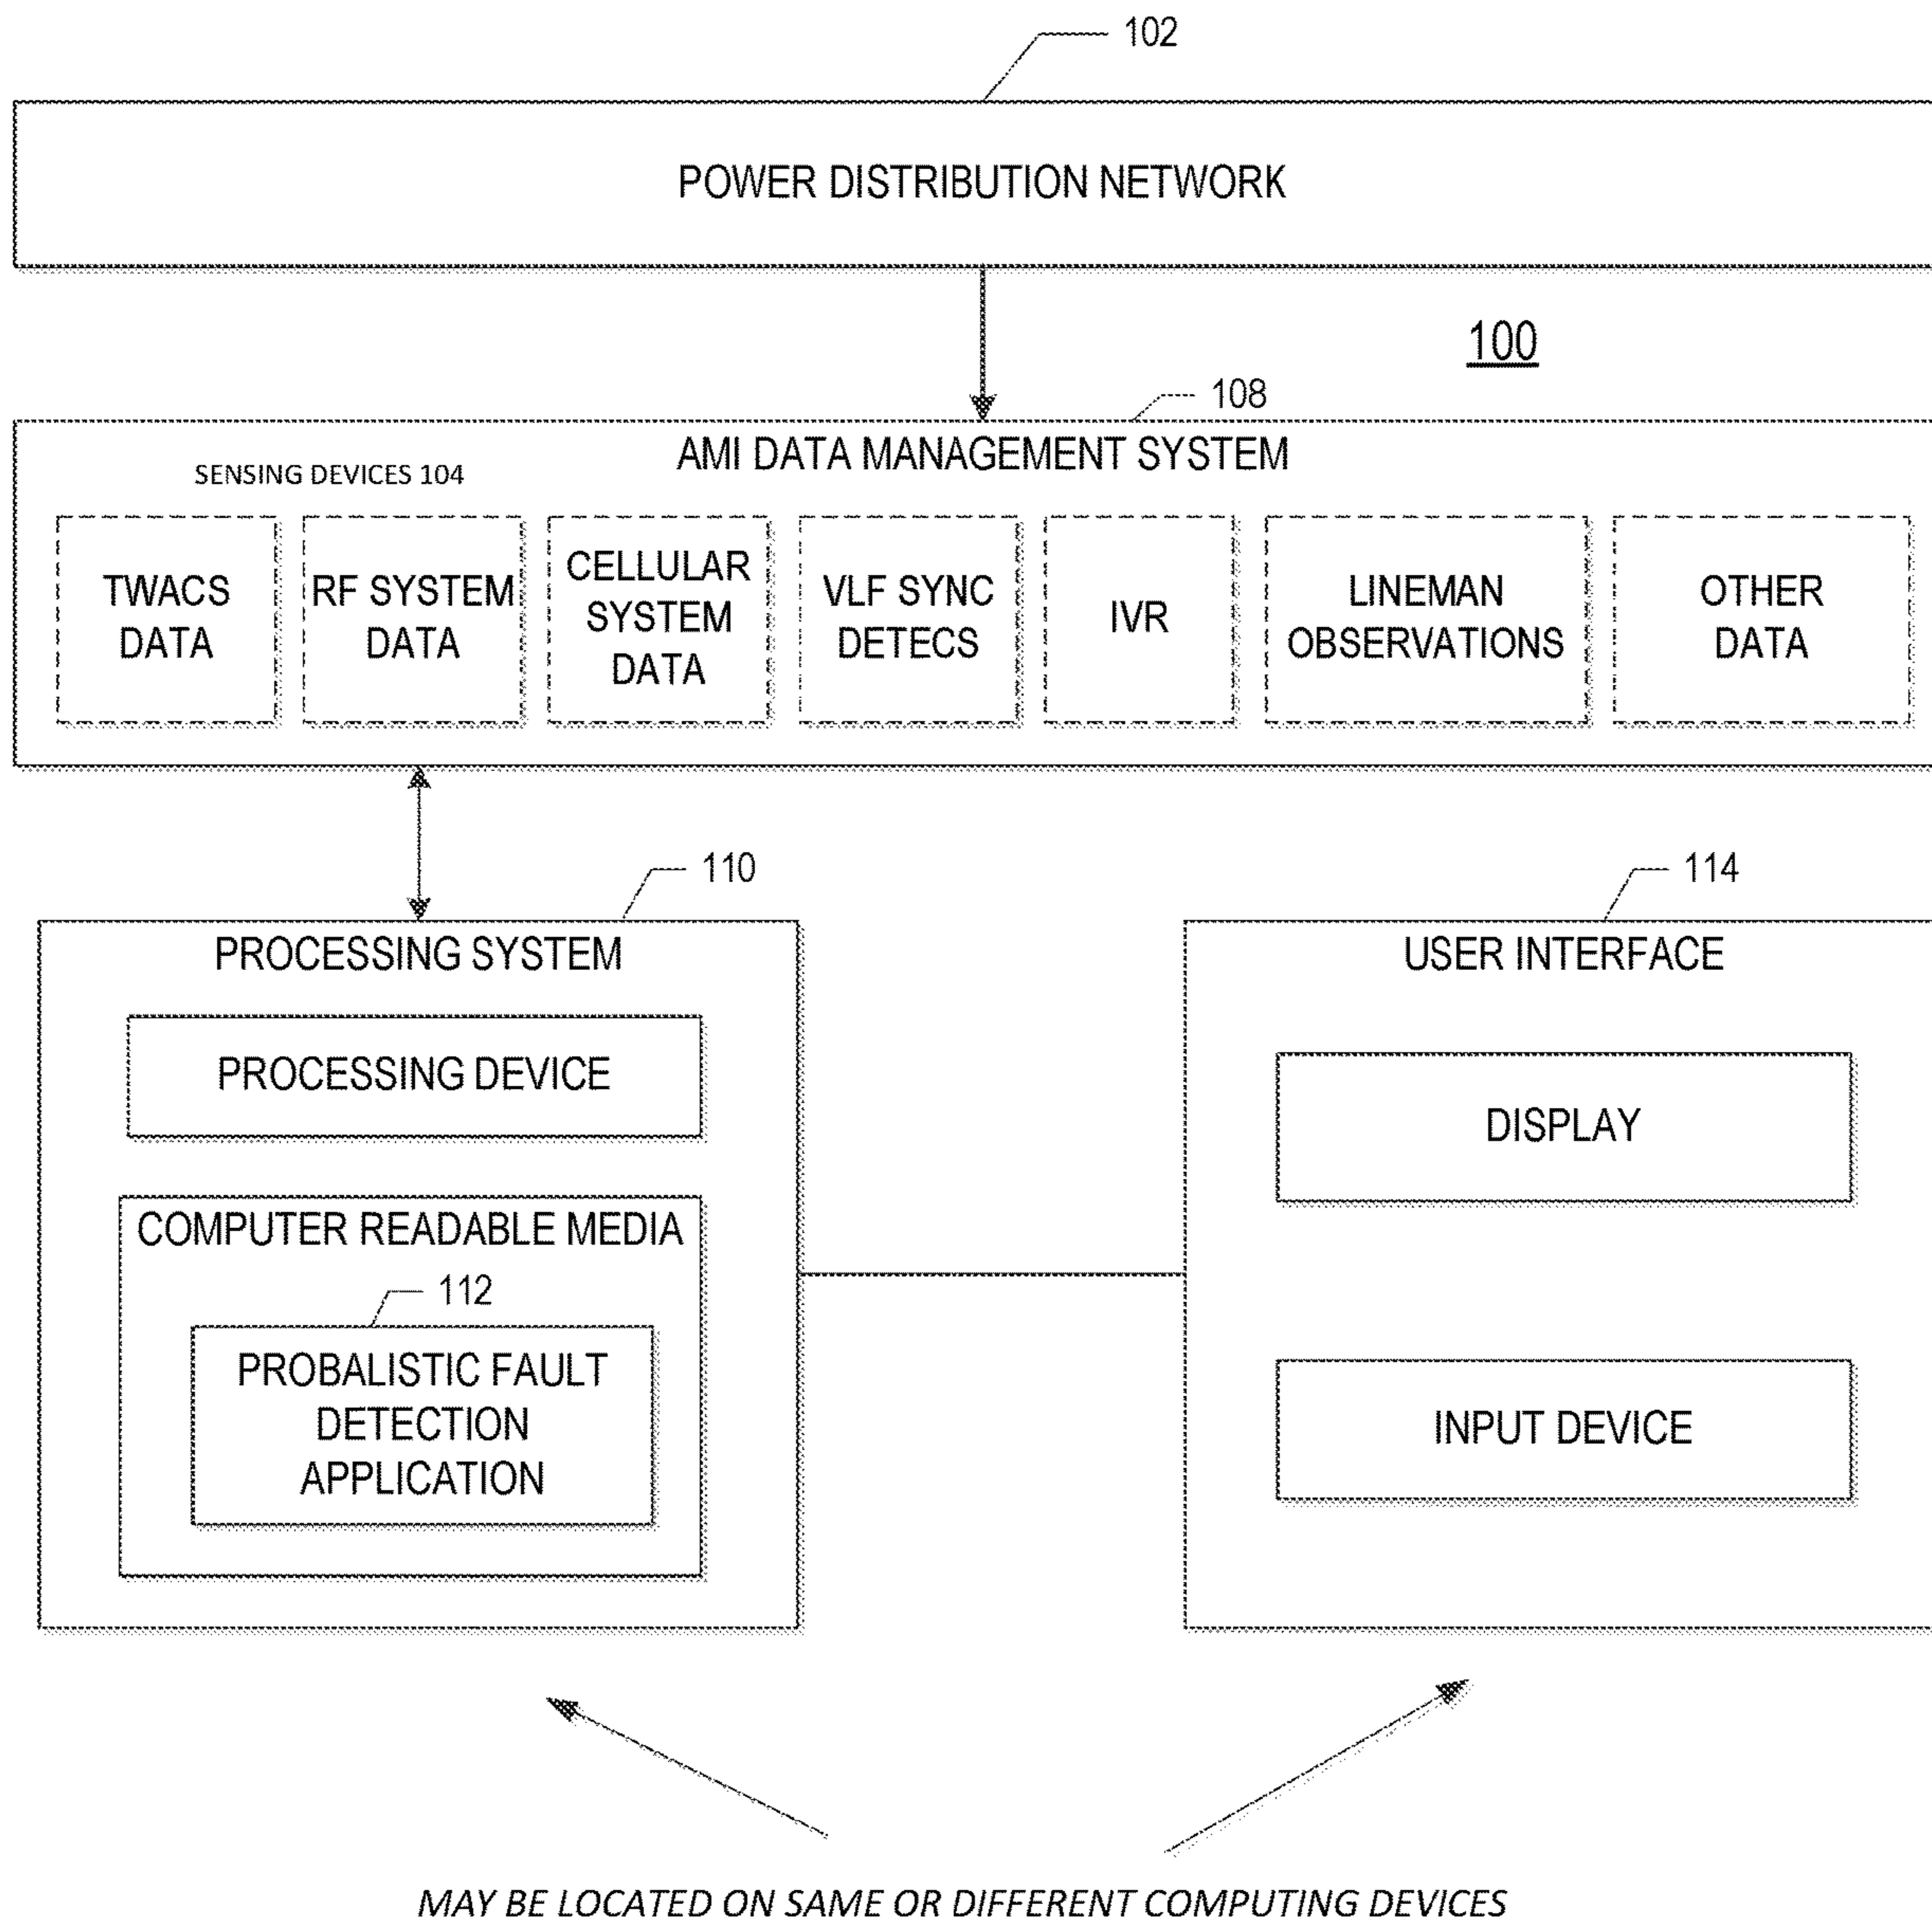 102
POWER DISTRIBUTION NETWORK
100
108
AMI DATA MANAGEMENT SYSTEM
SENSING DEVICES 104
TWACS
DATA
RF SYSTEM
DATA
CELLULAR
SYSTEM
DATA
VLF SYNC
DETECS
IVR
LINEMAN
OBSERVATIONS
OTHER
DATA
110
PROCESSING SYSTEM
PROCESSING DEVICE
COMPUTER READABLE MEDIA
112
PROBALISTIC FAULT
DETECTION
APPLICATION
114
USER INTERFACE
DISPLAY
INPUT DEVICE
MAY BE LOCATED ON SAME OR DIFFERENT COMPUTING DEVICES